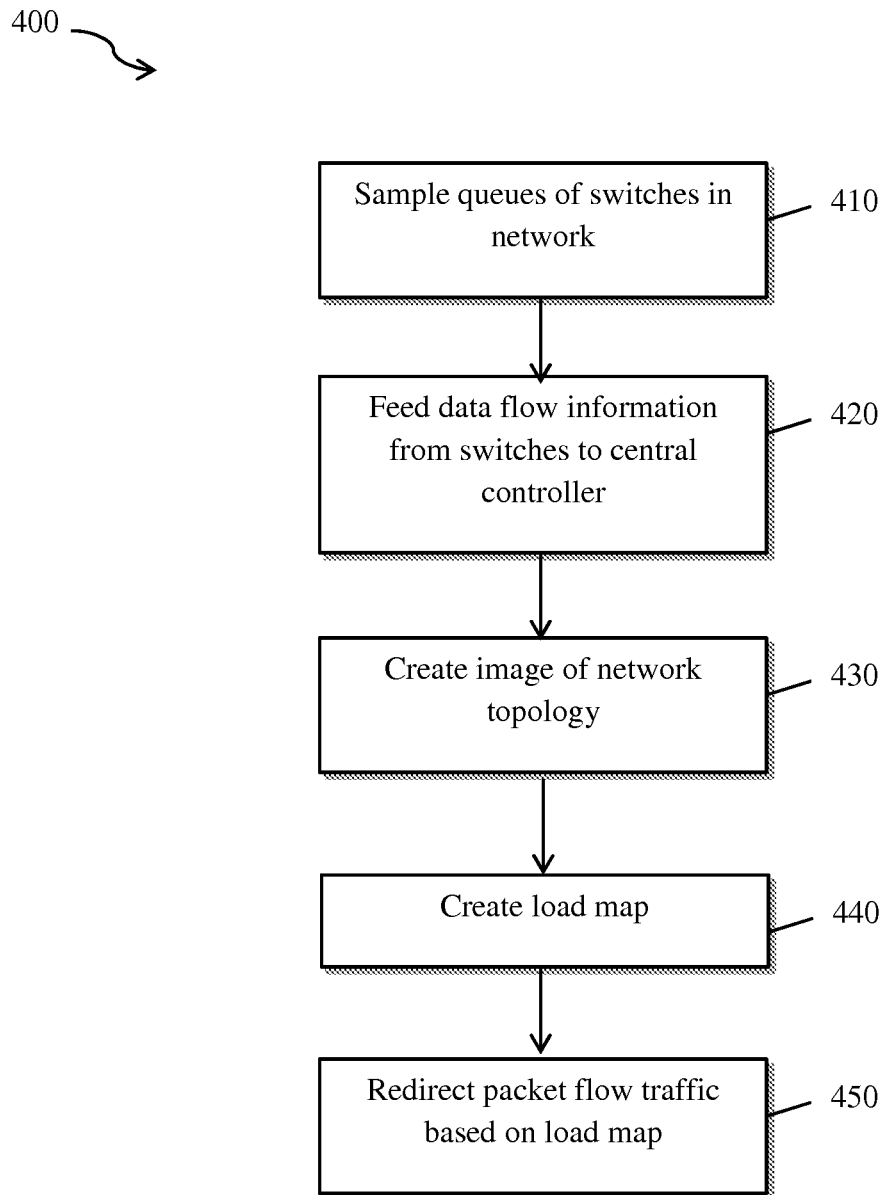 400
Sample queues of switches in
network
410
Feed data flow information
from switches to central
controller
420
Create image of network
topology
430
Create load map
440
Redirect packet flow traffic
based on load map
450